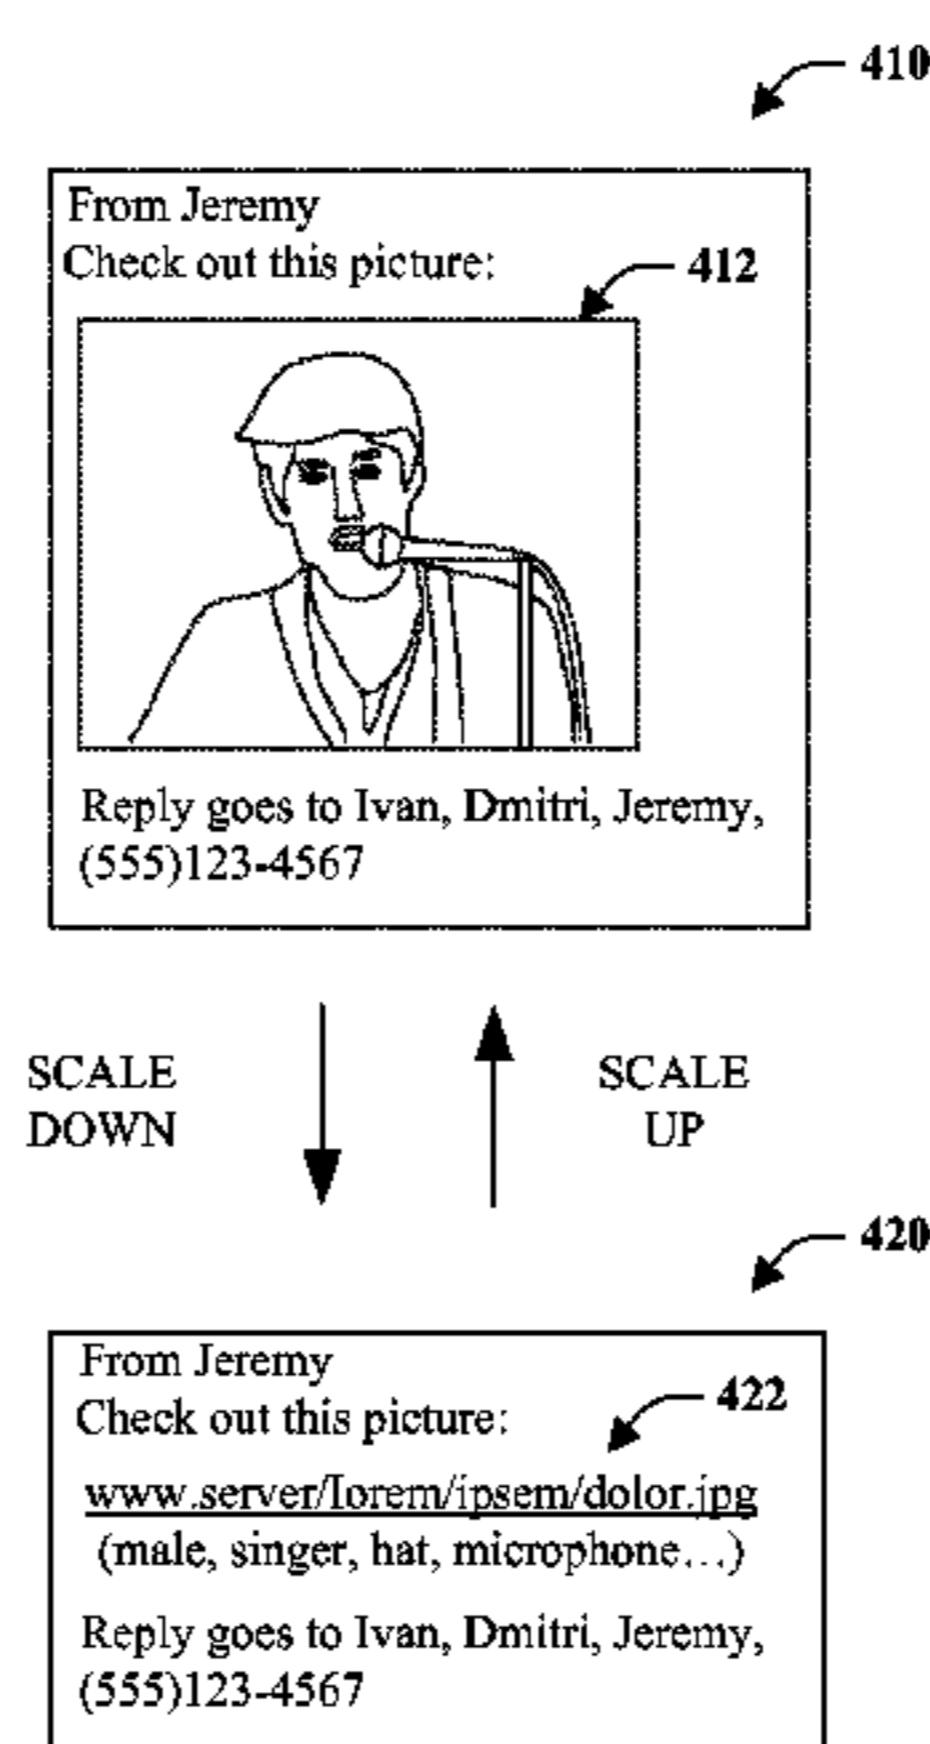 410
From Jeremy
Check out this picture:
412
Reply goes to Ivan, Dmitri, Jeremy,
(555)123-4567
SCALE DOWN
SCALE UP
420
From Jeremy
Check out this picture:
422
www.server/lorem/ipsem/dolor.jpg
(male, singer, hat, microphone...)
Reply goes to Ivan, Dmitri, Jeremy,
(555)123-4567